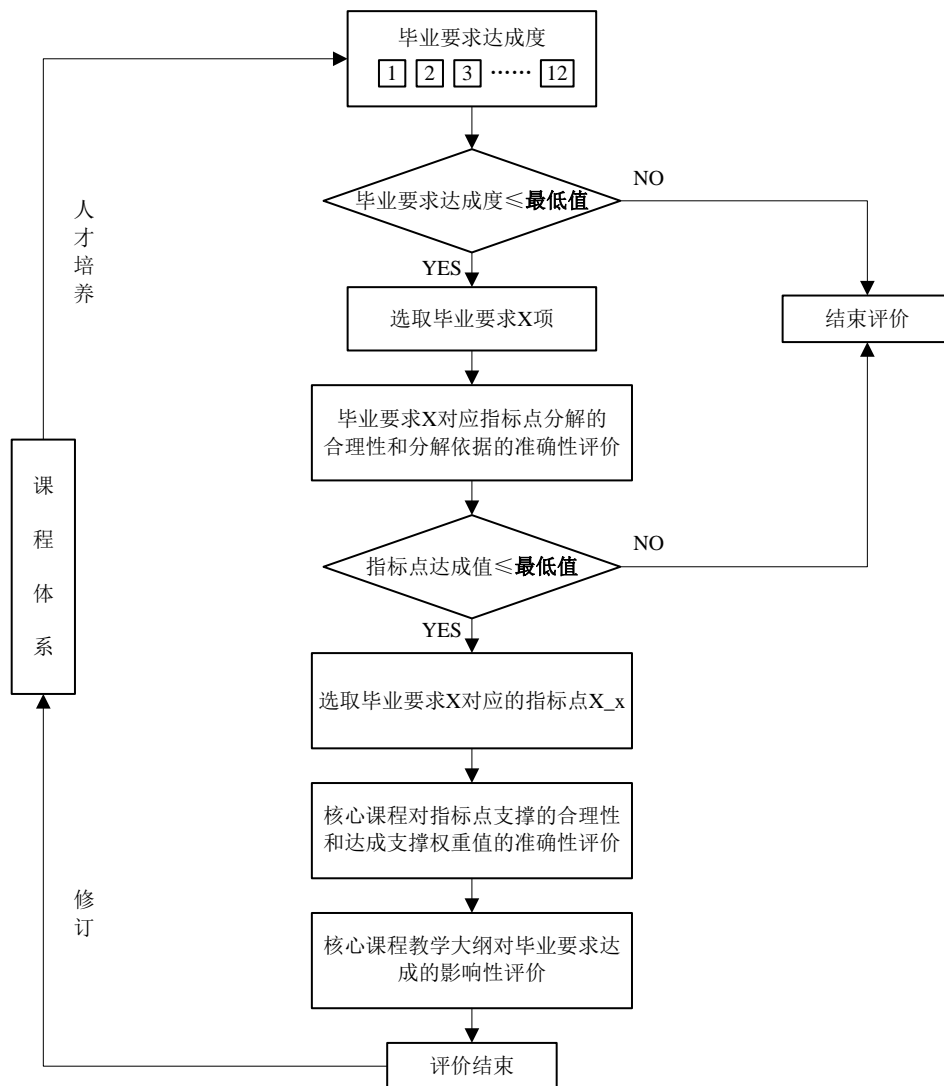 毕业要求达成度
1 2 3 ⋯⋯ 12
毕业要求达成度≤最低值
NO
YES
选取毕业要求X项
结束评价
毕业要求X对应指标点分解的
合理性和分解依据的准确性评价
指标点达成值≤最低值
NO
YES
选取毕业要求X对应的指标点X_x
核心课程对指标点支撑的合理性
和达成支撑权重值的准确性评价
核心课程教学大纲对毕业要求达
成的影响性评价
评价结束
修订
课程体系
人才培养